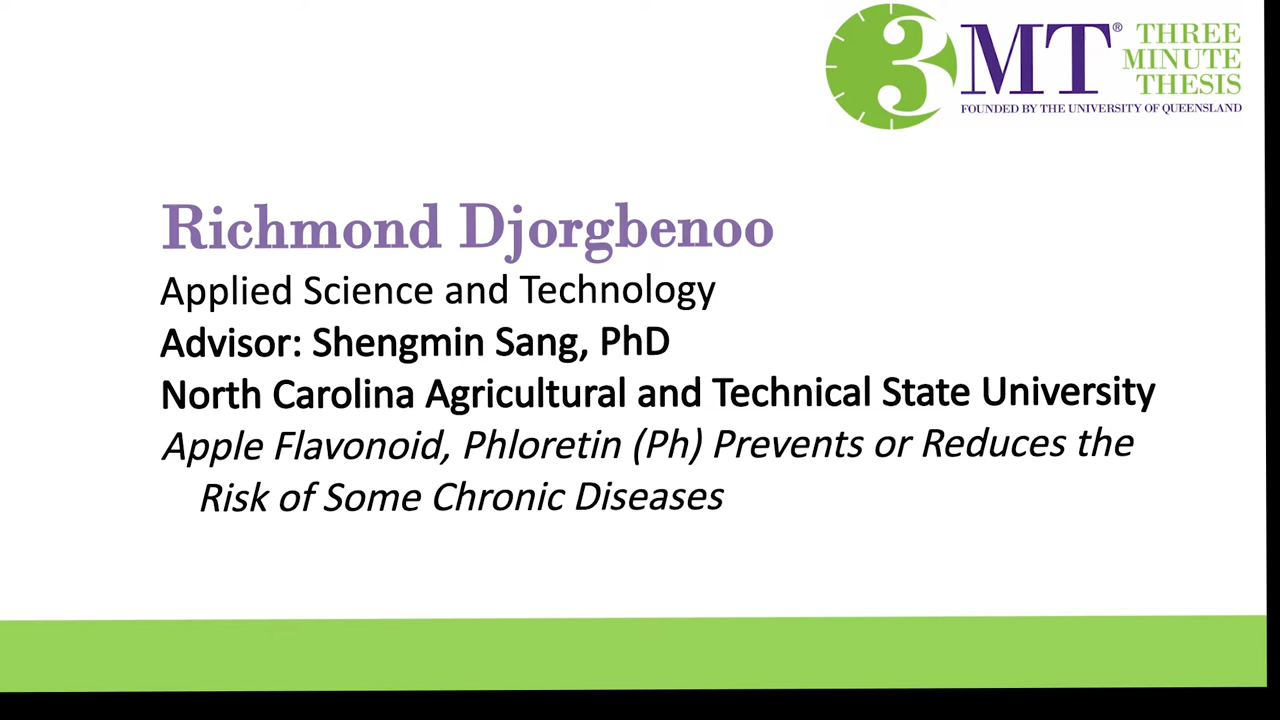 3MT® THREE
MINUTE
THESIS
FOUNDED BY THE UNIVERSITY OF QUEENSLAND
Richmond Djorgbenoo
Applied Science and Technology
Advisor: Shengmin Sang, PhD
North Carolina Agricultural and Technical State University
Apple Flavonoid, Phloretin (Ph) Prevents or Reduces the
Risk of Some Chronic Diseases